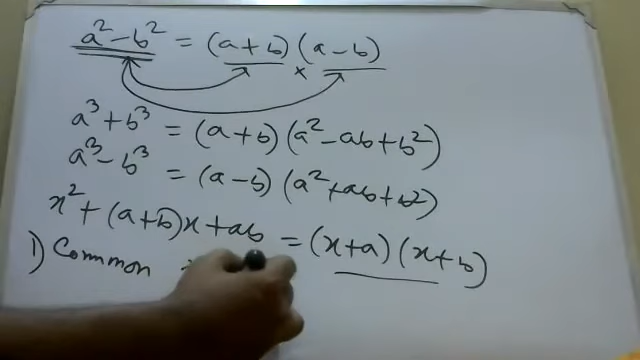 a² - b² = (a + b) (a - b)
×
a³ + b³ = (a + b) (a² - ab + b²)
a³ - b³ = (a - b) (a² + ab + b²)
x² + (a + b)x + ab = (x + a) (x + b)
1) Common